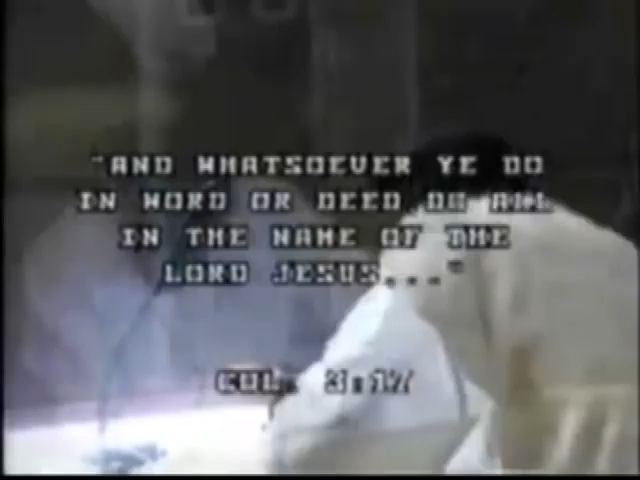 "AND WHATSOEVER YE DO
IN WORD OR DEED DO ALL
IN THE NAME OF THE
LORD JESUS..."
COL. 3:17